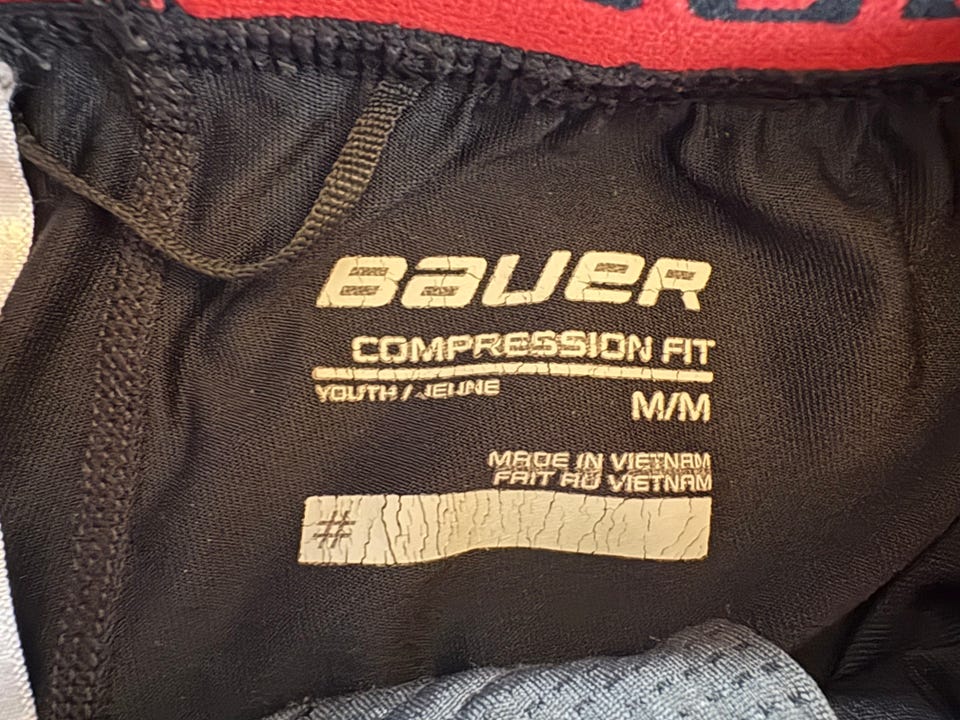 BAUER
COMPRESSION FIT
YOUTH / JEUNE
M/M
MADE IN VIETNAM
FAIT AU VIETNAM
#